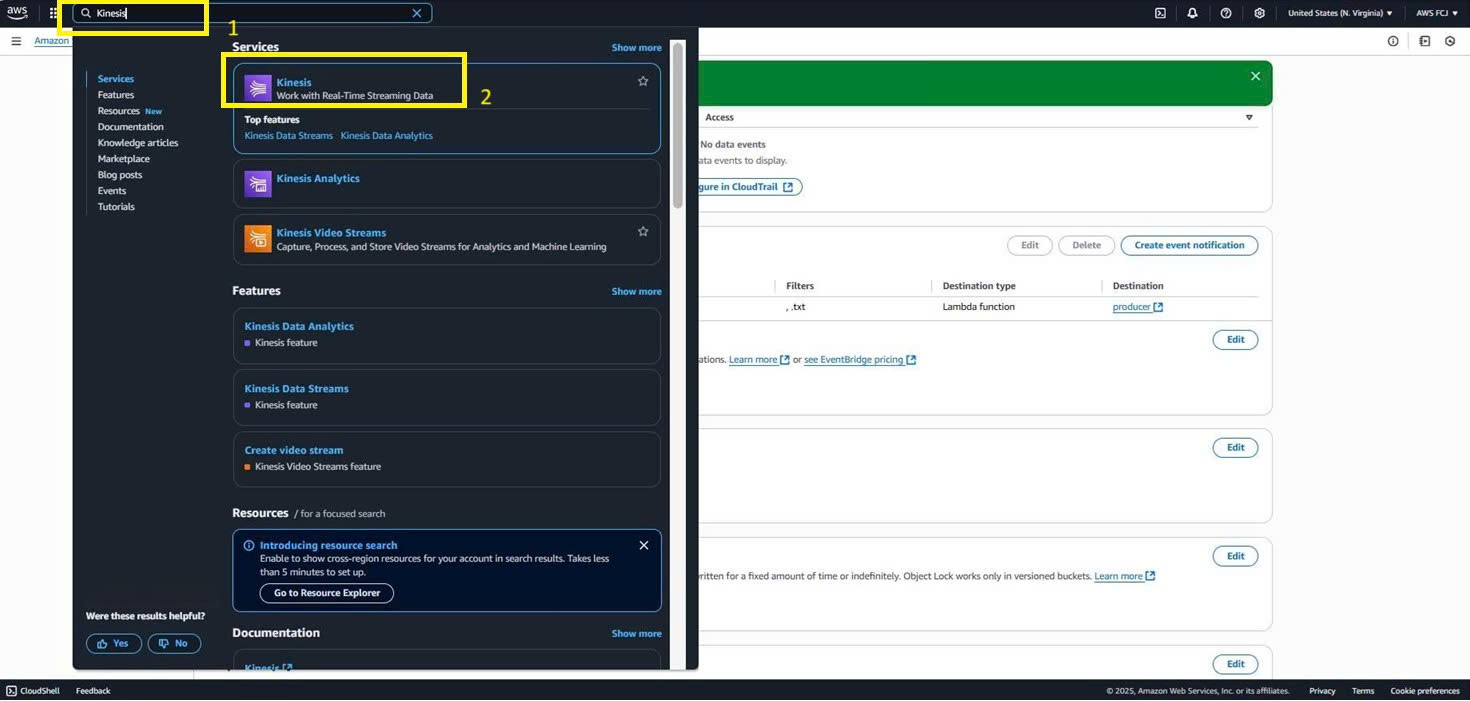 aws
Kinesis
United States (N. Virginia)
AWS FCJ
1
Amazon
Services
Features
Resources New
Documentation
Knowledge articles
Marketplace
Blog posts
Events
Tutorials
Were these results helpful?
Yes
No
Services
Show more
Kinesis
Work with Real-Time Streaming Data
2
Top features
Kinesis Data Streams Kinesis Data Analytics
Kinesis Analytics
Kinesis Video Streams
Capture, Process, and Store Video Streams for Analytics and Machine Learning
Features
Show more
Kinesis Data Analytics
Kinesis feature
Kinesis Data Streams
Kinesis feature
Create video stream
Kinesis Video Streams feature
Resources / for a focused search
Introducing resource search
Enable to show cross-region resources for your account in search results. Takes less
than 5 minutes to set up.
Go to Resource Explorer
Documentation
Show more
Kinesis
Access
No data events
ata events to display.
gure in CloudTrail
Edit
Delete
Create event notification
Filters
Destination type
Destination
, .txt
Lambda function
producer
Edit
ations. Learn more or see EventBridge pricing
Edit
Edit
ritten for a fixed amount of time or indefinitely. Object Lock works only in versioned buckets. Learn more
Edit
CloudShell
Feedback
© 2025, Amazon Web Services, Inc. or its affiliates.
Privacy
Terms
Cookie preferences